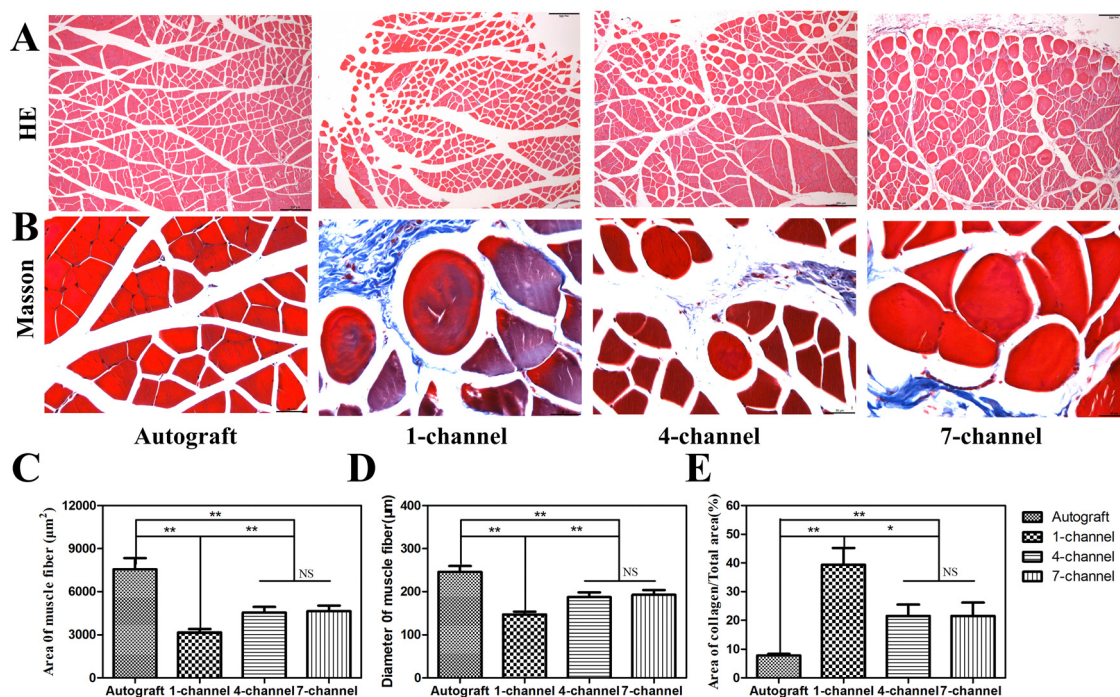 A
HE
B
Masson
Autograft 1-channel 4-channel 7-channel
C D E
Area 0f muscle fiber (µm²)
12000
9000
6000
3000
0
**
** **
NS
Autograft 1-channel 4-channel 7-channel
Diameter 0f muscle fiber(µm)
400
300
200
100
0
**
** **
NS
Autograft 1-channel 4-channel 7-channel
Area of collagen/Total area(%)
60
50
40
30
20
10
0
**
** *
NS
Autograft 1-channel 4-channel 7-channel
Autograft
1-channel
4-channel
7-channel